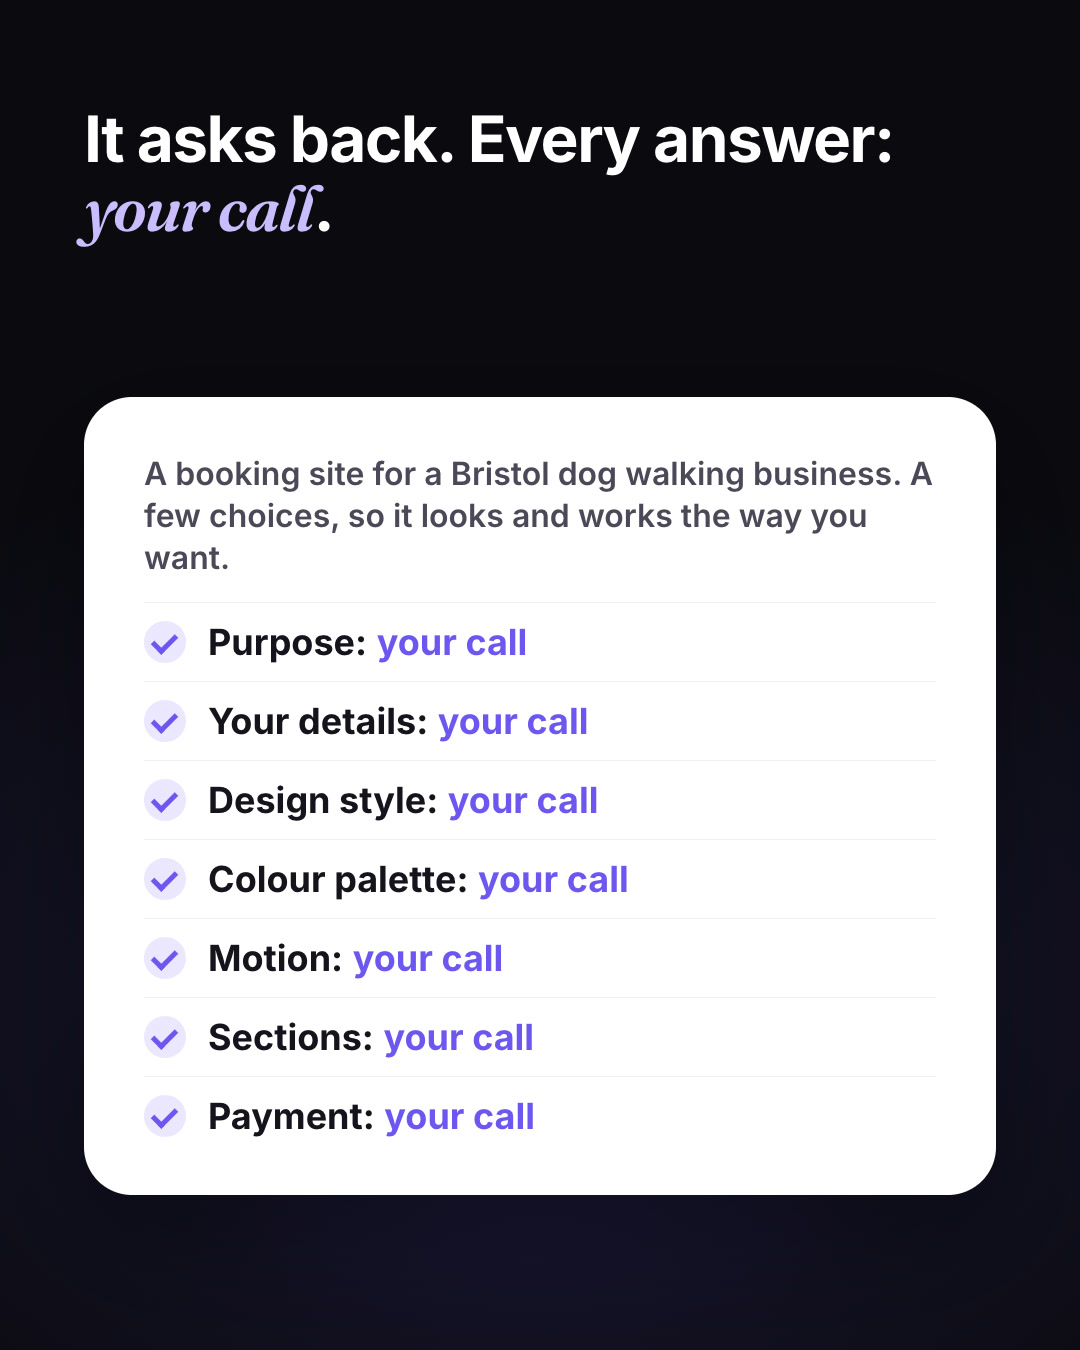 It asks back. Every answer:
your call.
A booking site for a Bristol dog walking business. A
few choices, so it looks and works the way you
want.
Purpose: your call
Your details: your call
Design style: your call
Colour palette: your call
Motion: your call
Sections: your call
Payment: your call